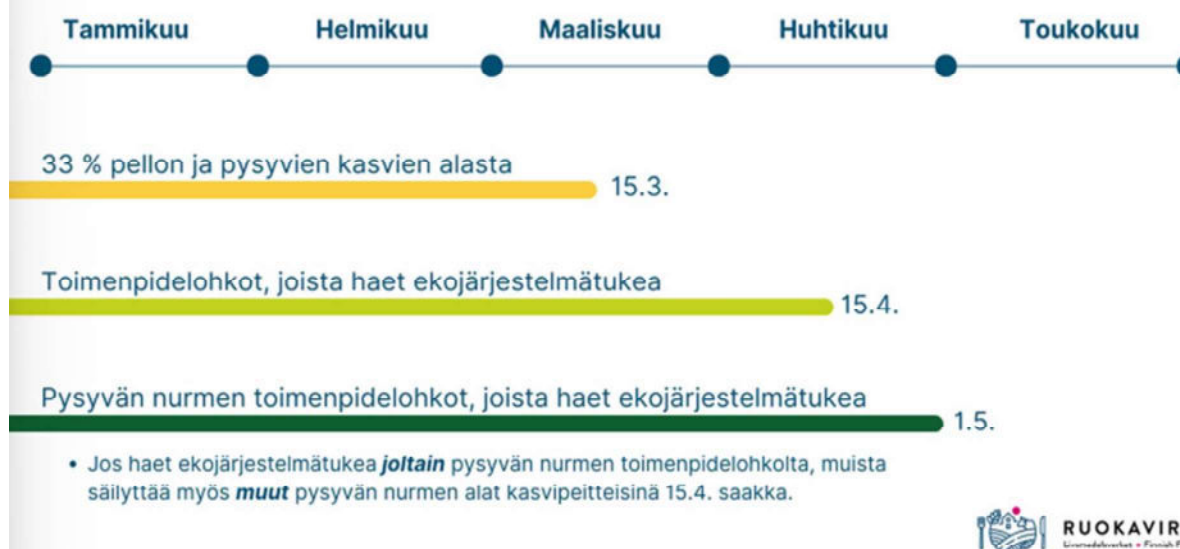 Tammikuu Helmikuu Maaliskuu Huhtikuu Toukokuu
33 % pellon ja pysyvien kasvien alasta
15.3.
Toimenpidelohkot, joista haet ekojärjestelmätukea
15.4.
Pysyvän nurmen toimenpidelohkot, joista haet ekojärjestelmätukea
1.5.
• Jos haet ekojärjestelmätukea joltain pysyvän nurmen toimenpidelohkolta, muista
säilyttää myös muut pysyvän nurmen alat kasvipeitteisinä 15.4. saakka.
RUOKAVIR
Livsmedelsverket • Finnish F